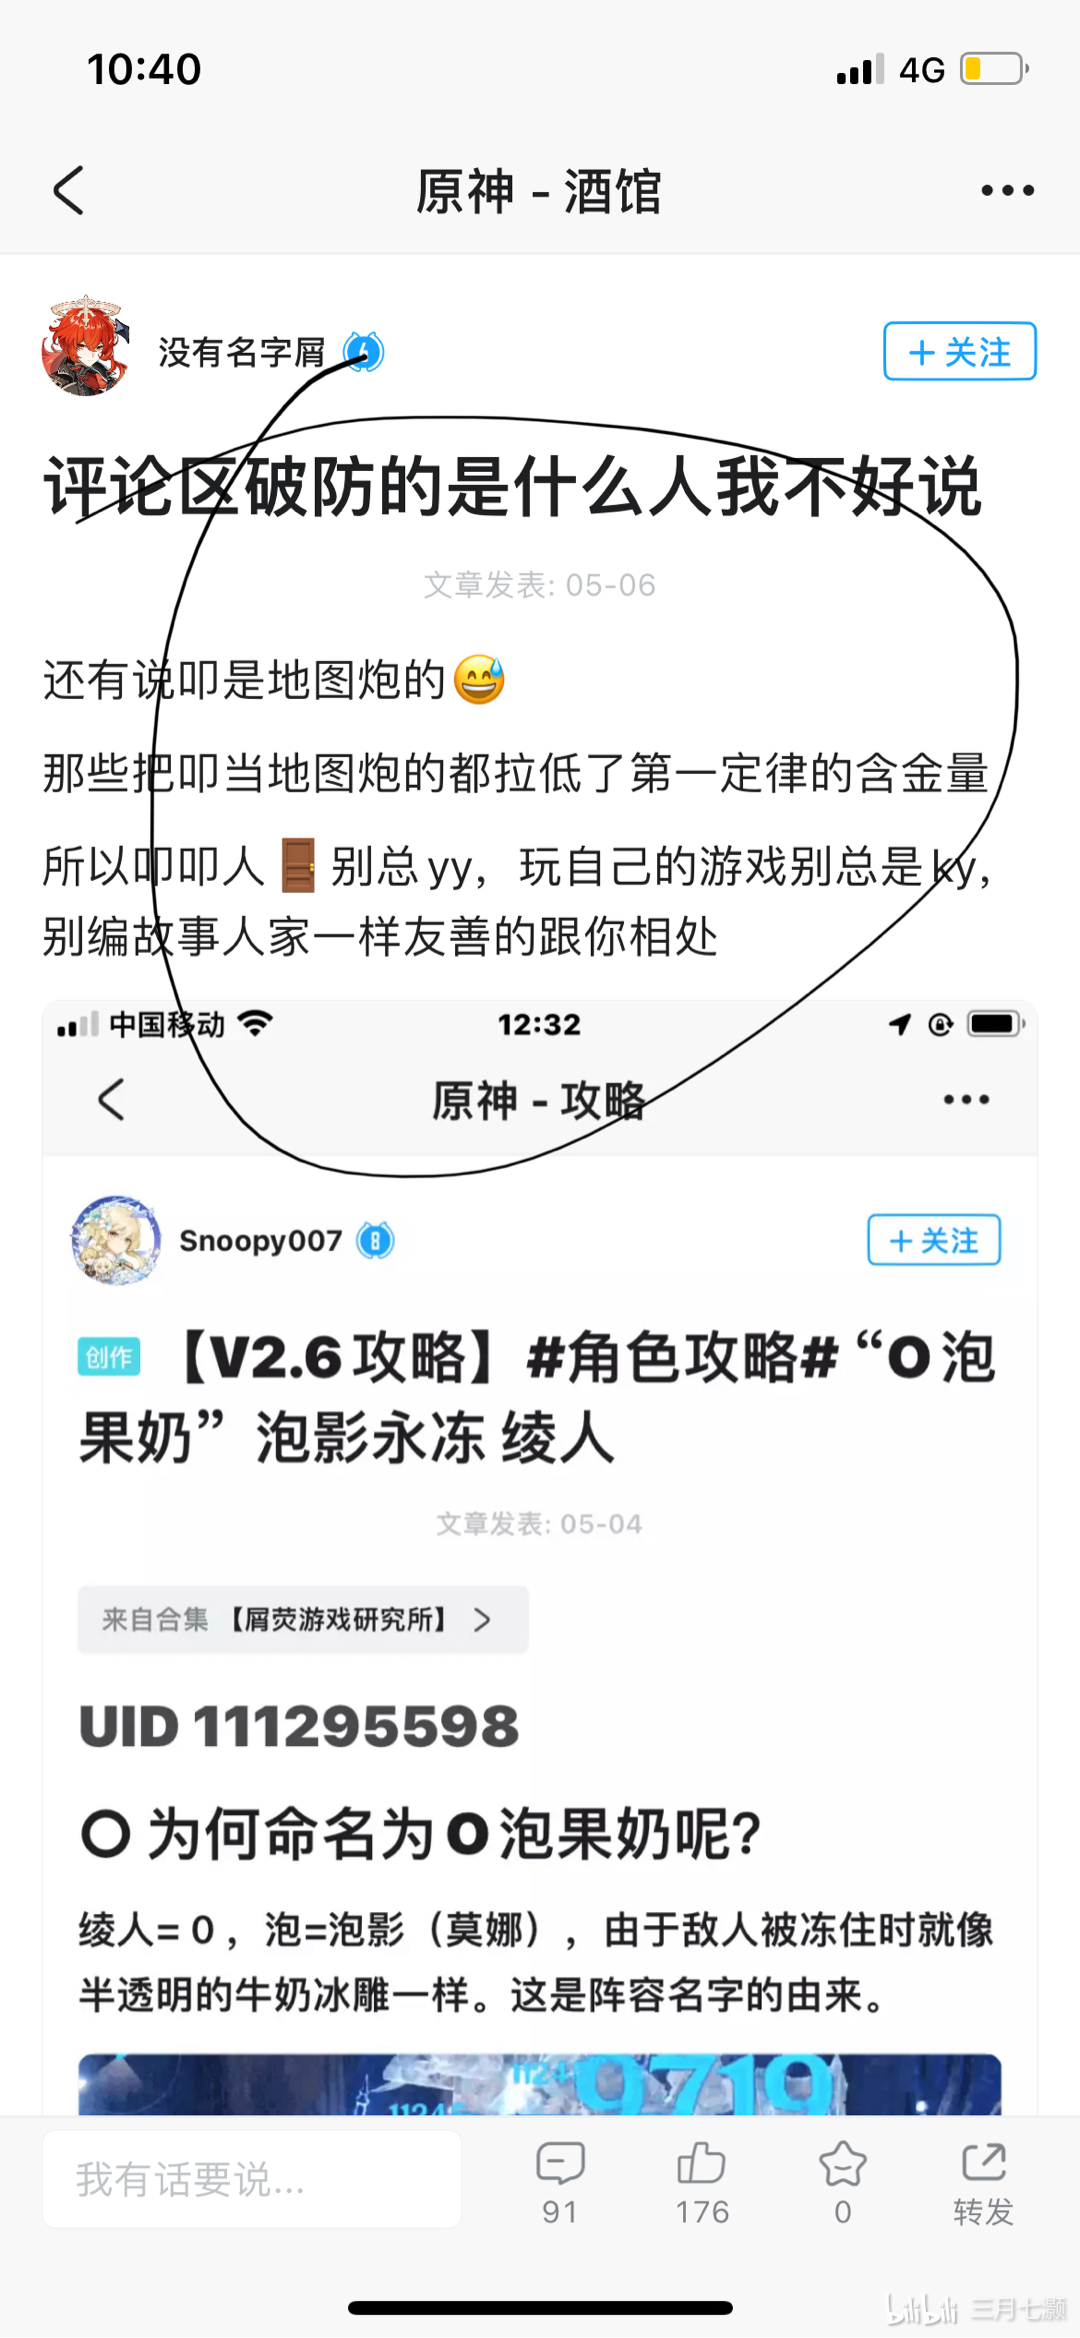 10:40
4G
原神 - 酒馆
没有名字屑
6
+ 关注
评论区破防的是什么人我不好说
文章发表: 05-06
还有说叩是地图炮的😅
那些把叩当地图炮的都拉低了第一定律的含金量
所以叩叩人🚪别总yy，玩自己的游戏别总是ky，
别编故事人家一样友善的跟你相处
中国移动
12:32
原神 - 攻略
Snoopy007
8
+ 关注
创作
【V2.6攻略】#角色攻略#“O泡
果奶”泡影永冻 绫人
文章发表: 05-04
来自合集 【屑荧游戏研究所】 >
UID 111295598
⭕为何命名为🅾泡果奶呢?
绫人= 0 ，泡=泡影（莫娜），由于敌人被冻住时就像
半透明的牛奶冰雕一样。这是阵容名字的由来。
1124
9719
11245
我有话要说...
91
176
0
转发
bilibili 三月七灏